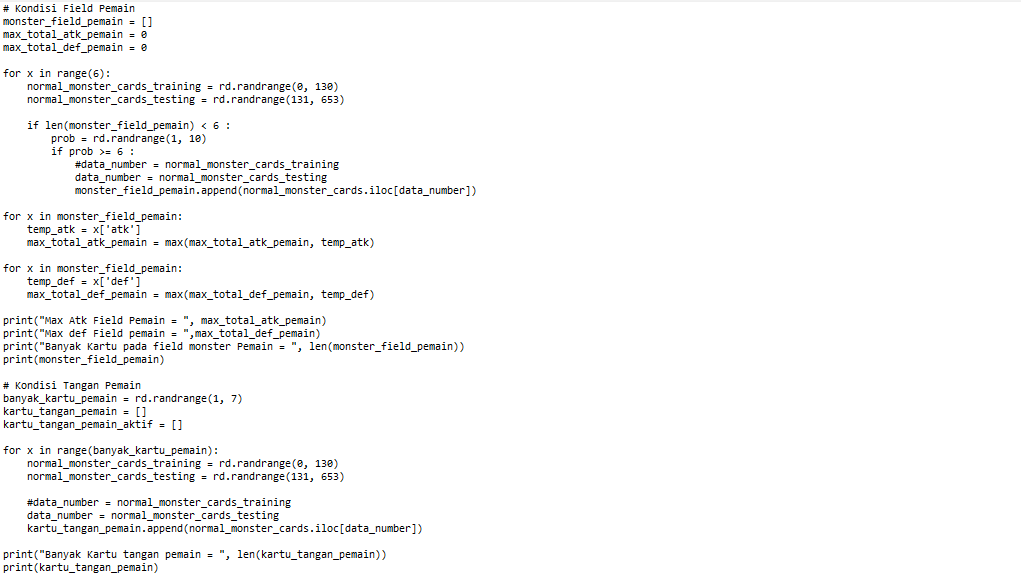 # Kondisi Field Pemain
monster_field_pemain = []
max_total_atk_pemain = 0
max_total_def_pemain = 0

for x in range(6):
    normal_monster_cards_training = rd.randrange(0, 130)
    normal_monster_cards_testing = rd.randrange(131, 653)

    if len(monster_field_pemain) < 6 :
        prob = rd.randrange(1, 10)
        if prob >= 6 :
            #data_number = normal_monster_cards_training
            data_number = normal_monster_cards_testing
            monster_field_pemain.append(normal_monster_cards.iloc[data_number])

for x in monster_field_pemain:
    temp_atk = x['atk']
    max_total_atk_pemain = max(max_total_atk_pemain, temp_atk)

for x in monster_field_pemain:
    temp_def = x['def']
    max_total_def_pemain = max(max_total_def_pemain, temp_def)

print("Max Atk Field Pemain = ", max_total_atk_pemain)
print("Max def Field pemain = ",max_total_def_pemain)
print("Banyak Kartu pada field monster Pemain = ", len(monster_field_pemain))
print(monster_field_pemain)

# Kondisi Tangan Pemain
banyak_kartu_pemain = rd.randrange(1, 7)
kartu_tangan_pemain = []
kartu_tangan_pemain_aktif = []

for x in range(banyak_kartu_pemain):
    normal_monster_cards_training = rd.randrange(0, 130)
    normal_monster_cards_testing = rd.randrange(131, 653)

    #data_number = normal_monster_cards_training
    data_number = normal_monster_cards_testing
    kartu_tangan_pemain.append(normal_monster_cards.iloc[data_number])

print("Banyak Kartu tangan pemain = ", len(kartu_tangan_pemain))
print(kartu_tangan_pemain)